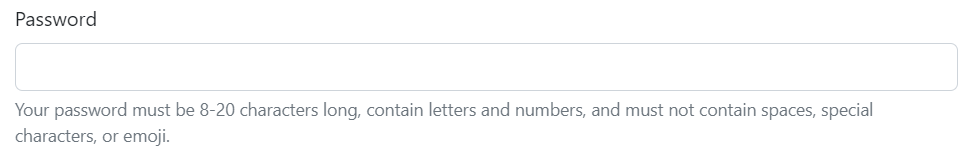 Password
Your password must be 8-20 characters long, contain letters and numbers, and must not contain spaces, special
characters, or emoji.